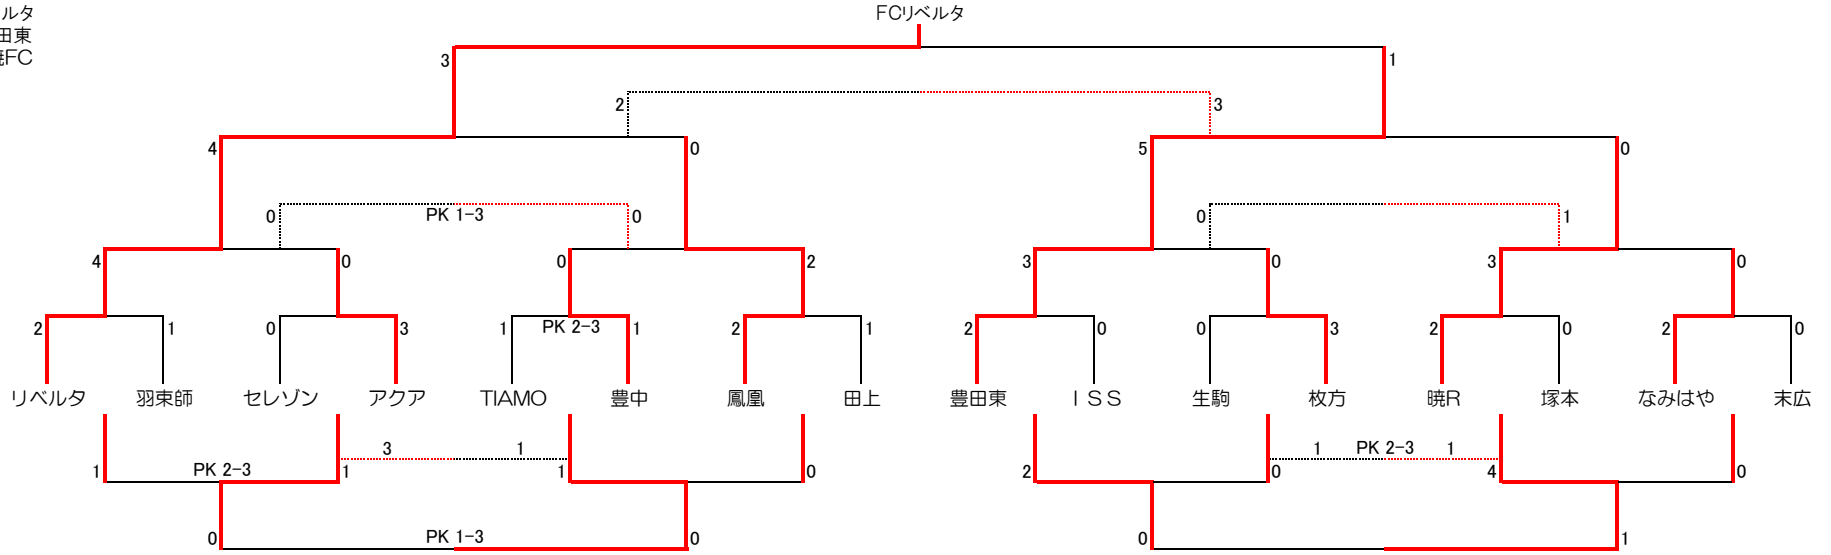 ルタ
FCリベルタ
田東
FC
3
1
2
3
4
0
5
0
0
PK 1-3
0
0
1
4
0
0
2
3
0
3
0
2
1
0
3
1
PK 2-3
1
2
1
2
0
0
3
2
0
2
0
リベルタ
羽束師
セレゾン
アクア
TIAMO
豊中
鳳凰
田上
豊田東
ISS
生駒
枚方
暁R
塚本
なみはや
末広
3
1
1
PK 2-3
1
1
PK 2-3
1
1
0
2
0
4
0
0
PK 1-3
0
0
1